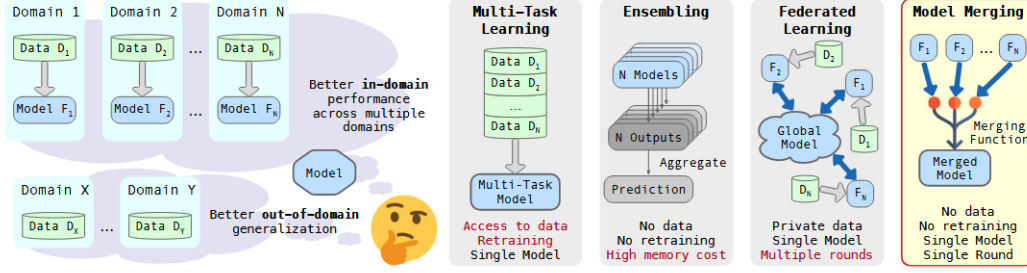 Domain 1
Data D1
Model F1
Domain 2
Data D2
Model F2
...
...
Domain N
Data DN
Model FN
Better in-domain
performance
across multiple
domains
Model
Domain X
Data DX
...
Domain Y
Data DY
Better out-of-domain
generalization
Multi-Task
Learning
Data D1
Data D2
...
Data DN
Multi-Task
Model
Access to data
Retraining
Single Model
Ensembling
N Models
N Outputs
Aggregate
Prediction
No data
No retraining
High memory cost
Federated
Learning
F2
D2
F1
Global
Model
D1
DN
FN
Private data
Single Model
Multiple rounds
Model Merging
F1
F2
...
FN
Merging
Function
Merged
Model
No data
No retraining
Single Model
Single Round